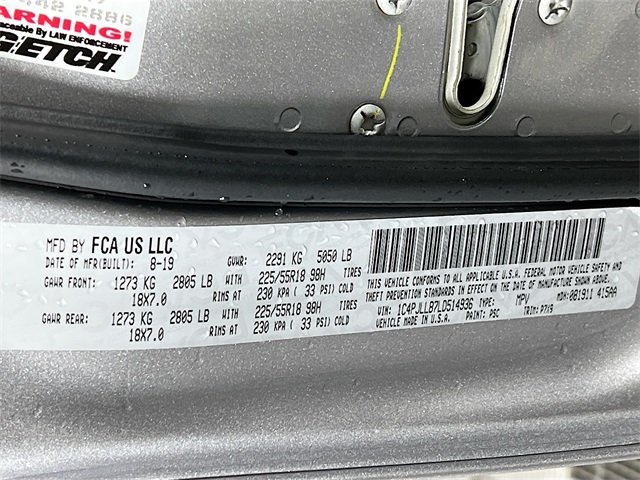 2886
WARNING!
Traceable By LAW ENFORCEMENT
ETCH
MFD BY FCA US LLC
DATE OF MFR(BUILT): 8-19 GVWR: 2291 KG 5050 LB
GAWR FRONT: 1273 KG 2805 LB WITH 225/55R18 98H TIRES
18X7.0 RIMS AT 230 KPA ( 33 PSI) COLD
GAWR REAR: 1273 KG 2805 LB WITH 225/55R18 98H TIRES
18X7.0 RIMS AT 230 KPA ( 33 PSI) COLD
THIS VEHICLE CONFORMS TO ALL APPLICABLE U.S.A. FEDERAL MOTOR VEHICLE SAFETY AND
THEFT PREVENTION STANDARDS IN EFFECT ON THE DATE OF MANUFACTURE SHOWN ABOVE.
VIN: 1C4PJLLB7LD514936 TYPE: MPV MDH: 081911 415AA
VEHICLE MADE IN U.S.A. PAINT: PSC TRIM: P7V9